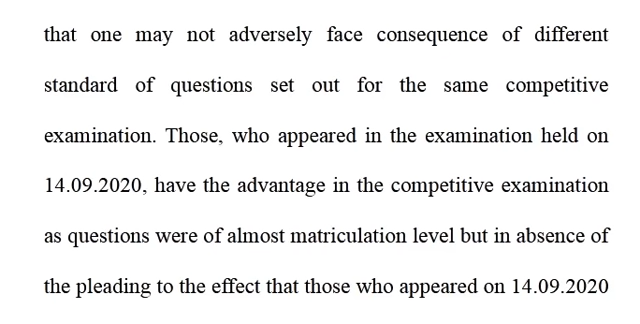 that one may not adversely face consequence of different
standard of questions set out for the same competitive
examination. Those, who appeared in the examination held on
14.09.2020, have the advantage in the competitive examination
as questions were of almost matriculation level but in absence of
the pleading to the effect that those who appeared on 14.09.2020